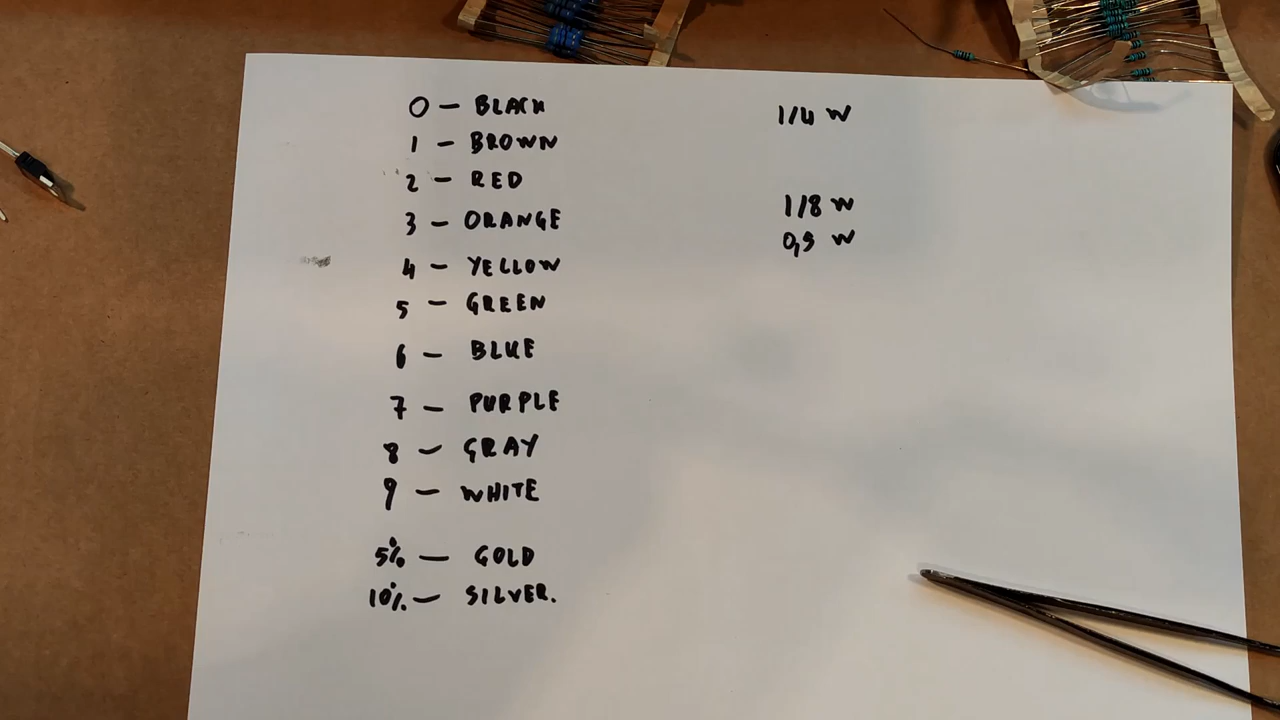 0 — BLACK
1 — BROWN
2 — RED
3 — ORANGE
4 — YELLOW
5 — GREEN
6 — BLUE
7 — PURPLE
8 — GRAY
9 — WHITE
5% — GOLD
10% — SILVER.
1/4 W
1/8 W
0,5 W